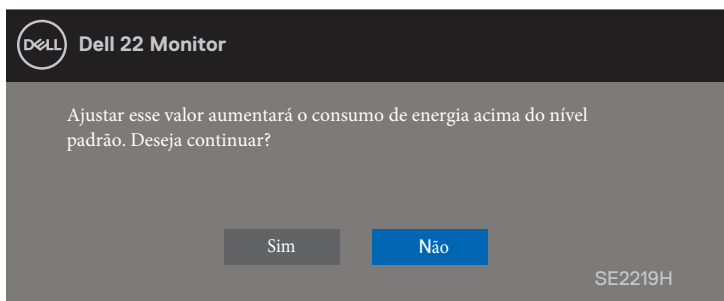 DELL Dell 22 Monitor
Ajustar esse valor aumentará o consumo de energia acima do nível
padrão. Deseja continuar?
Sim Não
SE2219H